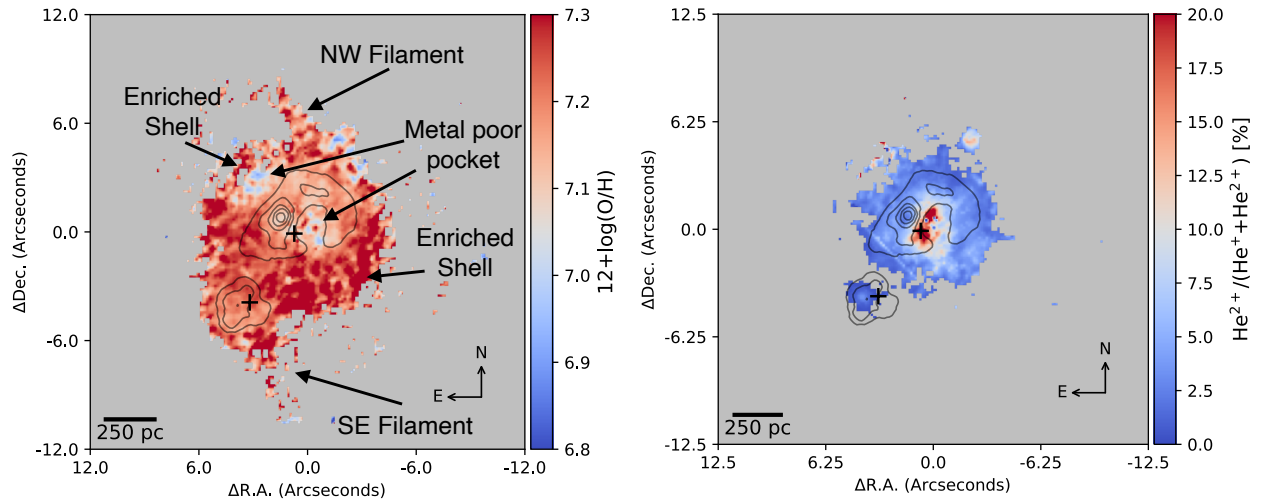 12.0
6.0
0.0
-6.0
-12.0
ΔDec. (Arcseconds)
NW Filament
Enriched
Shell
Metal poor
pocket
Enriched
Shell
SE Filament
N
E
250 pc
12.0
6.0
0.0
-6.0
-12.0
ΔR.A. (Arcseconds)
7.3
7.2
7.1
7.0
6.9
6.8
12+log(O/H)
12.5
6.25
0.0
-6.25
-12.5
ΔDec. (Arcseconds)
N
E
250 pc
12.5
6.25
0.0
-6.25
-12.5
ΔR.A. (Arcseconds)
20.0
17.5
15.0
12.5
10.0
7.5
5.0
2.5
0.0
He²⁺/(He⁺+He²⁺) [%]